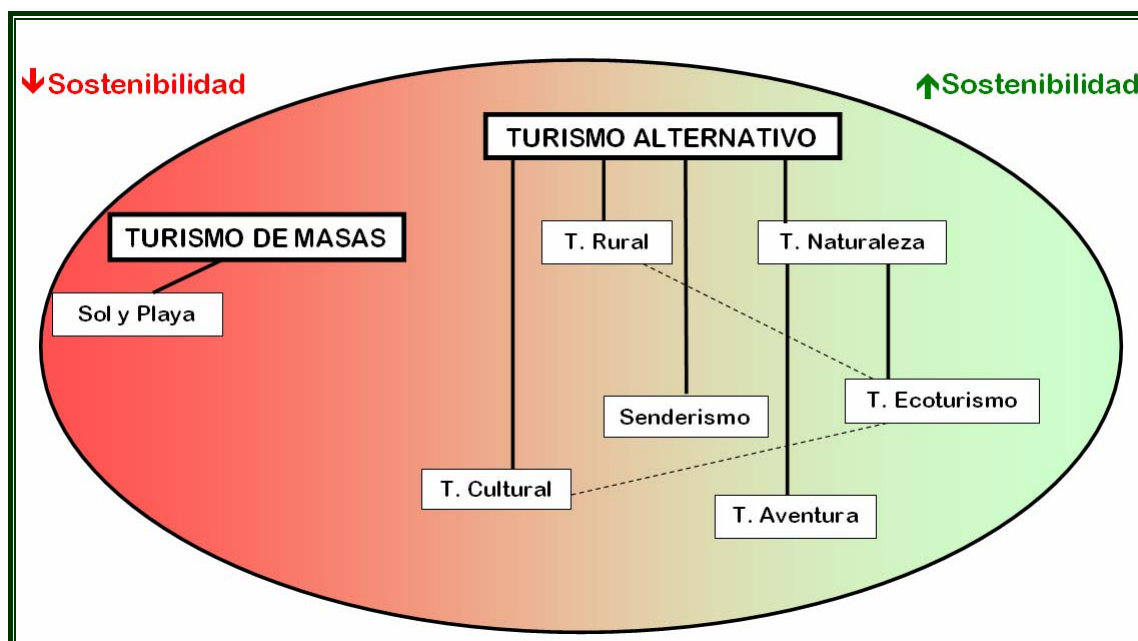 ↓Sostenibilidad
↑Sostenibilidad
TURISMO ALTERNATIVO
TURISMO DE MASAS
T. Rural
T. Naturaleza
Sol y Playa
T. Ecoturismo
Senderismo
T. Cultural
T. Aventura